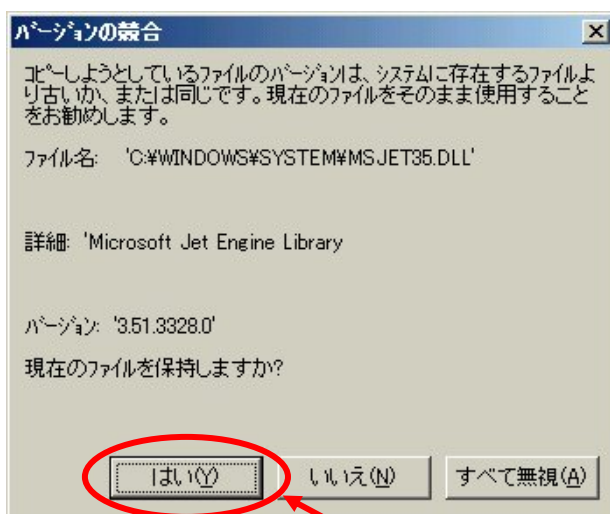 バージョンの競合
コピーしようとしているファイルのバージョンは、システムに存在するファイルよ
り古いか、または同じです。現在のファイルをそのまま使用すること
をお勧めします。
ファイル名: 'C:¥WINDOWS¥SYSTEM¥MSJET35.DLL'
詳細: 'Microsoft Jet Engine Library
バージョン: '3.51.3328.0'
現在のファイルを保持しますか?
はい(Y) いいえ(N) すべて無視(A)